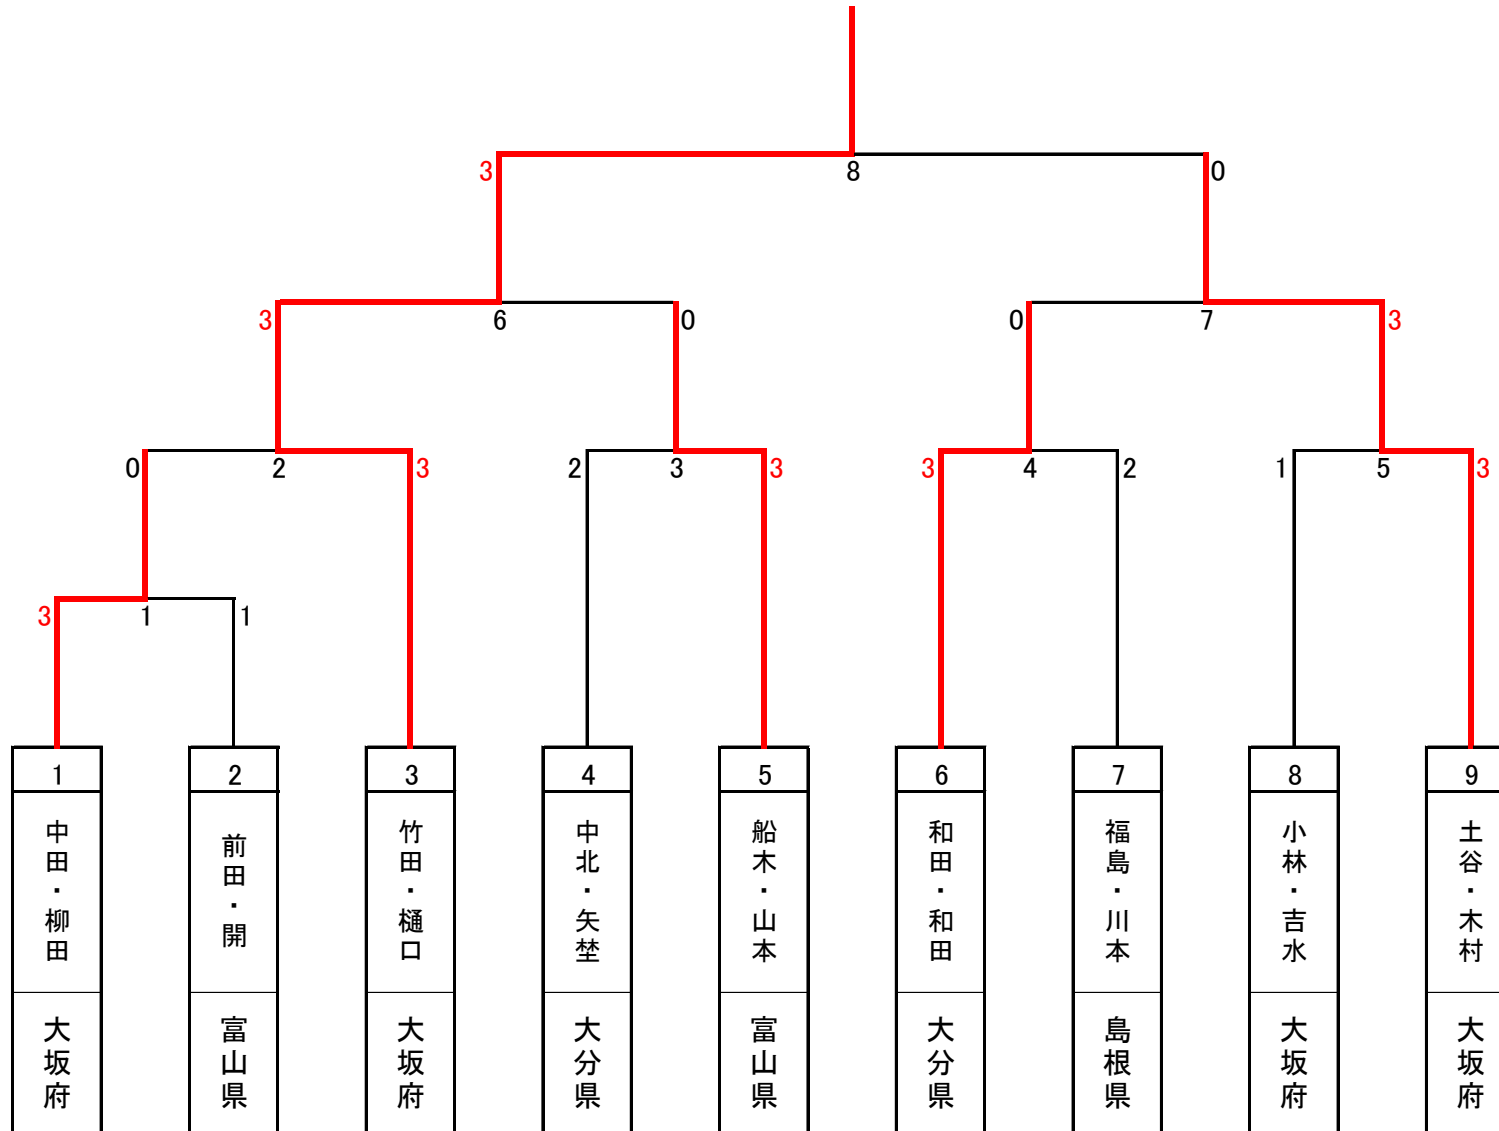 3 8 0
3 6 0 0 7 3
0 2 3 2 3 3 3 4 2 1 5 3
3 1 1
1 2 3 4 5 6 7 8 9
中田・柳田
前田・開
竹田・樋口
中北・矢埜
船木・山本
和田・和田
福島・川本
小林・吉水
土谷・木村
大坂府
富山県
大坂府
大分県
富山県
大分県
島根県
大坂府
大坂府